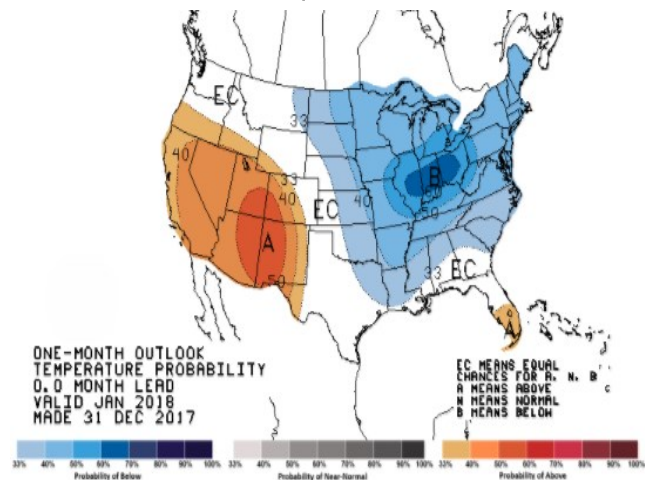 EC
33
40
33
40
EC
A
50
B
40
50
33
EC
A
ONE-MONTH OUTLOOK
TEMPERATURE PROBABILITY
0.0 MONTH LEAD
VALID JAN 2018
MADE 31 DEC 2017
EC MEANS EQUAL
CHANCES FOR A, N, B
A MEANS ABOVE
N MEANS NORMAL
B MEANS BELOW
33% 40% 50% 60% 70% 80% 90% 100%
Probability of Below
33% 40% 50% 60% 70% 80% 90% 100%
Probability of Near-Normal
33% 40% 50% 60% 70% 80% 90% 100%
Probability of Above